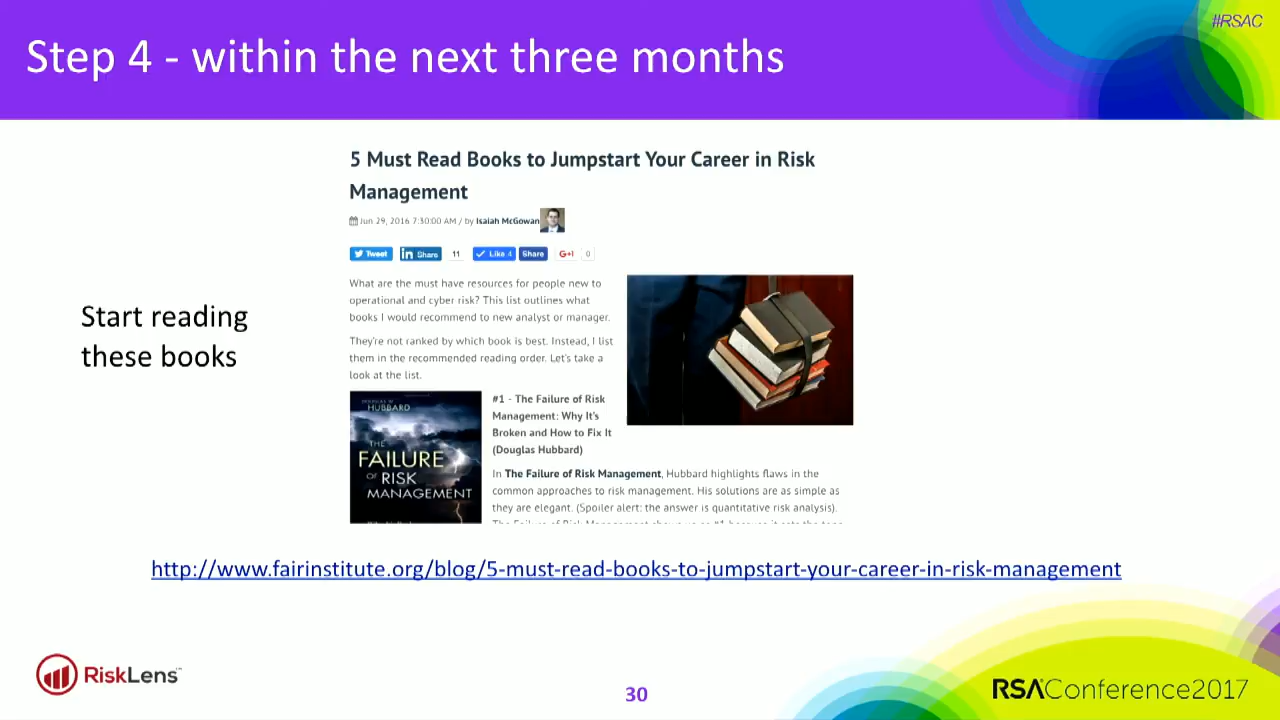 #RSAC
Step 4 - within the next three months
5 Must Read Books to Jumpstart Your Career in Risk
Management
Jun 29, 2016 7:30:00 AM / by Isaiah McGowan
Tweet Share 11 Like 4 Share G+1 0
What are the must have resources for people new to
operational and cyber risk? This list outlines what
books I would recommend to new analyst or manager.
They're not ranked by which book is best. Instead, I list
them in the recommended reading order. Let's take a
look at the list.
Start reading
these books
DOUGLAS W.
HUBBARD
THE
FAILURE
OF RISK
MANAGEMENT
#1 - The Failure of Risk
Management: Why It's
Broken and How to Fix It
(Douglas Hubbard)
In The Failure of Risk Management, Hubbard highlights flaws in the
common approaches to risk management. His solutions are as simple as
they are elegant. (Spoiler alert: the answer is quantitative risk analysis).
http://www.fairinstitute.org/blog/5-must-read-books-to-jumpstart-your-career-in-risk-management
RiskLens™
30
RSA Conference2017